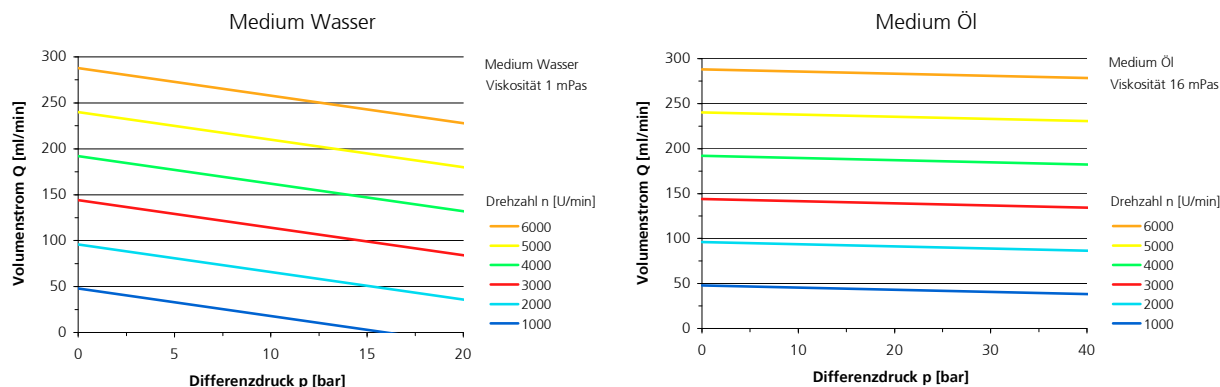 Medium Wasser
Volumenstrom Q [ml/min]
300
250
200
150
100
50
0
0 5 10 15 20
Differenzdruck p [bar]
Medium Wasser
Viskosität 1 mPas
Drehzahl n [U/min]
6000
5000
4000
3000
2000
1000
Medium Öl
Volumenstrom Q [ml/min]
300
250
200
150
100
50
0
0 10 20 30 40
Differenzdruck p [bar]
Medium Öl
Viskosität 16 mPas
Drehzahl n [U/min]
6000
5000
4000
3000
2000
1000